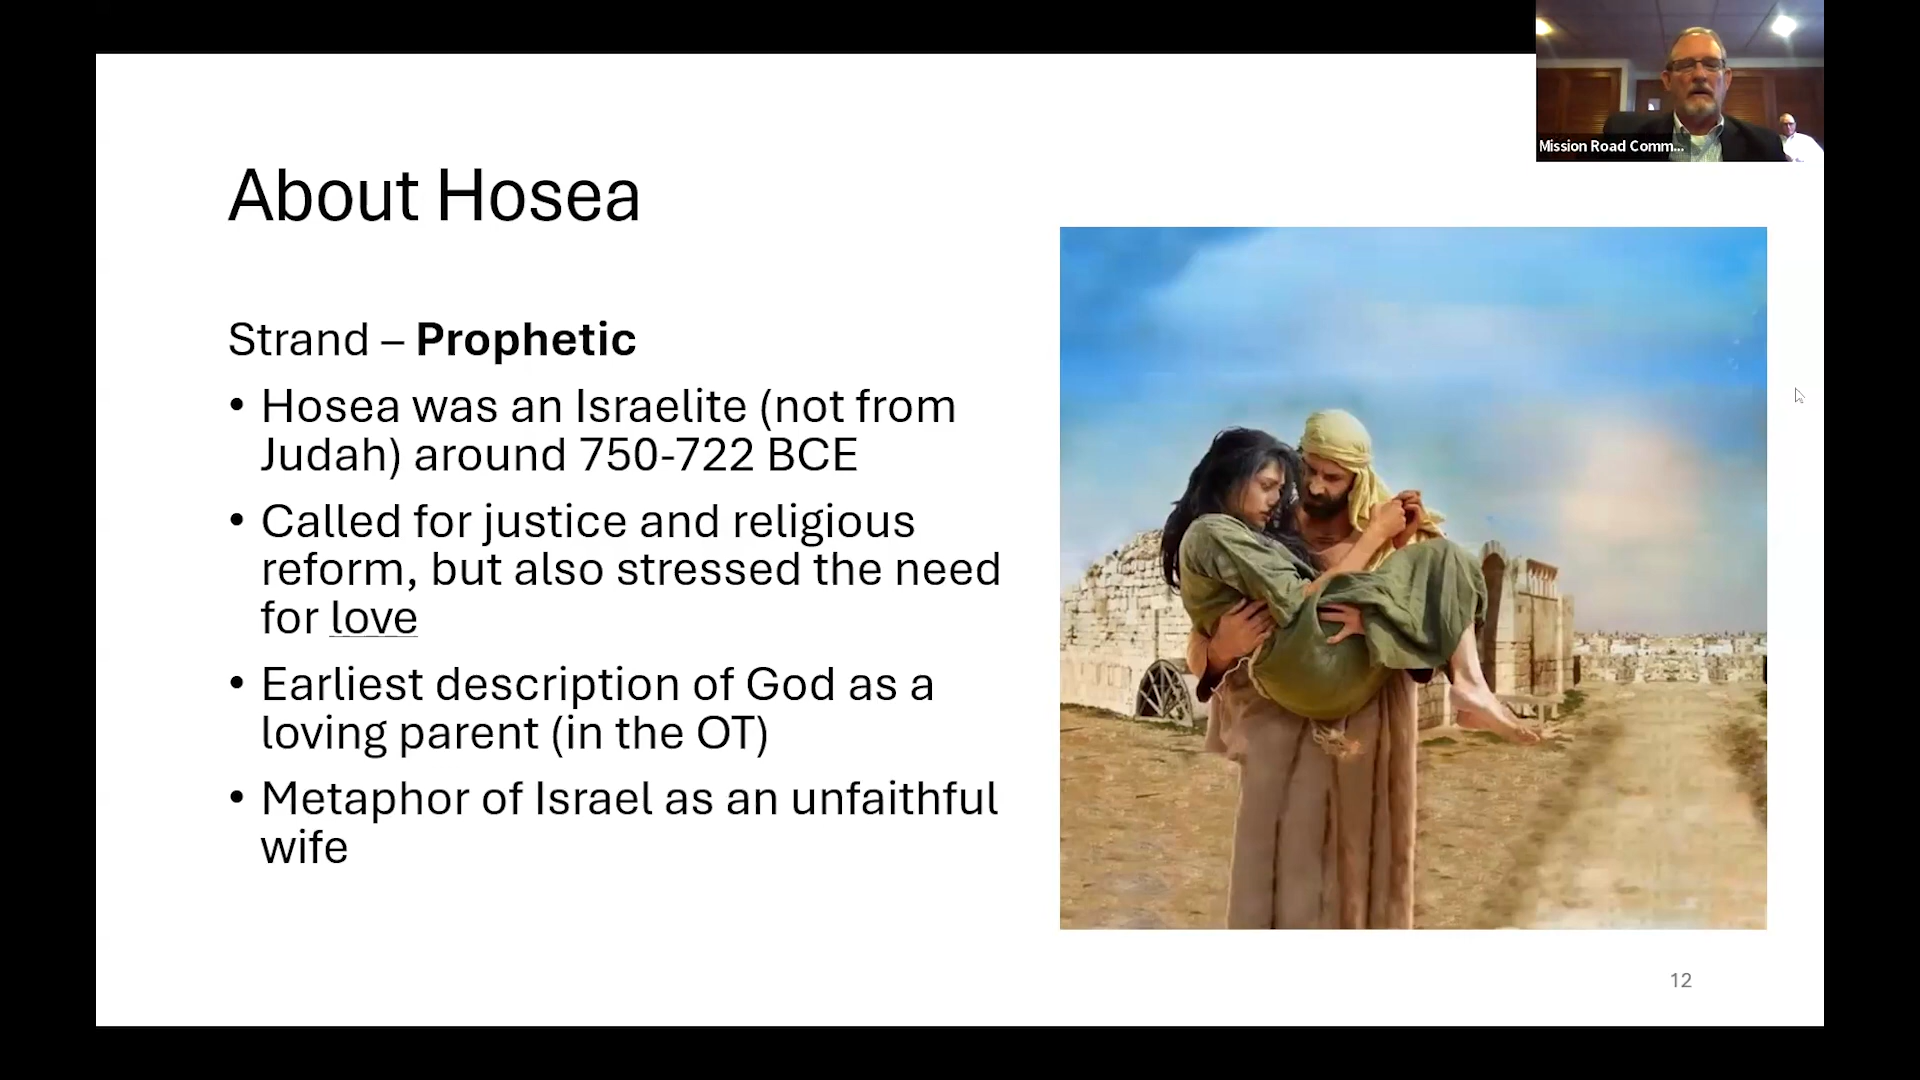 Mission Road Comm...
About Hosea
Strand – Prophetic
• Hosea was an Israelite (not from
Judah) around 750-722 BCE
• Called for justice and religious
reform, but also stressed the need
for love
• Earliest description of God as a
loving parent (in the OT)
• Metaphor of Israel as an unfaithful
wife
12